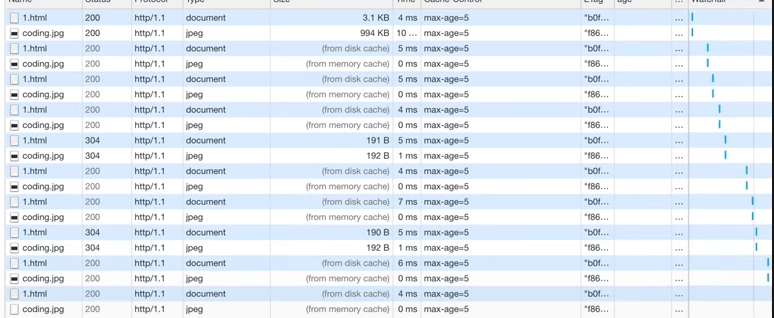 Name Status Protocol Type Size Time Cache-Control ETag age … Waterfall
1.html 200 http/1.1 document 3.1 KB 4 ms max-age=5 "b0f… …
coding.jpg 200 http/1.1 jpeg 994 KB 10 … max-age=5 "f86… …
1.html 200 http/1.1 document (from disk cache) 5 ms max-age=5 "b0f… …
coding.jpg 200 http/1.1 jpeg (from memory cache) 0 ms max-age=5 "f86… …
1.html 200 http/1.1 document (from disk cache) 5 ms max-age=5 "b0f… …
coding.jpg 200 http/1.1 jpeg (from memory cache) 0 ms max-age=5 "f86… …
1.html 200 http/1.1 document (from disk cache) 4 ms max-age=5 "b0f… …
coding.jpg 200 http/1.1 jpeg (from memory cache) 0 ms max-age=5 "f86… …
1.html 304 http/1.1 document 191 B 5 ms max-age=5 "b0f… …
coding.jpg 304 http/1.1 jpeg 192 B 1 ms max-age=5 "f86… …
1.html 200 http/1.1 document (from disk cache) 4 ms max-age=5 "b0f… …
coding.jpg 200 http/1.1 jpeg (from memory cache) 0 ms max-age=5 "f86… …
1.html 200 http/1.1 document (from disk cache) 7 ms max-age=5 "b0f… …
coding.jpg 200 http/1.1 jpeg (from memory cache) 0 ms max-age=5 "f86… …
1.html 304 http/1.1 document 190 B 5 ms max-age=5 "b0f… …
coding.jpg 304 http/1.1 jpeg 192 B 1 ms max-age=5 "f86… …
1.html 200 http/1.1 document (from disk cache) 6 ms max-age=5 "b0f… …
coding.jpg 200 http/1.1 jpeg (from memory cache) 0 ms max-age=5 "f86… …
1.html 200 http/1.1 document (from disk cache) 4 ms max-age=5 "b0f… …
coding.jpg 200 http/1.1 jpeg (from memory cache) 0 ms max-age=5 "f86… …